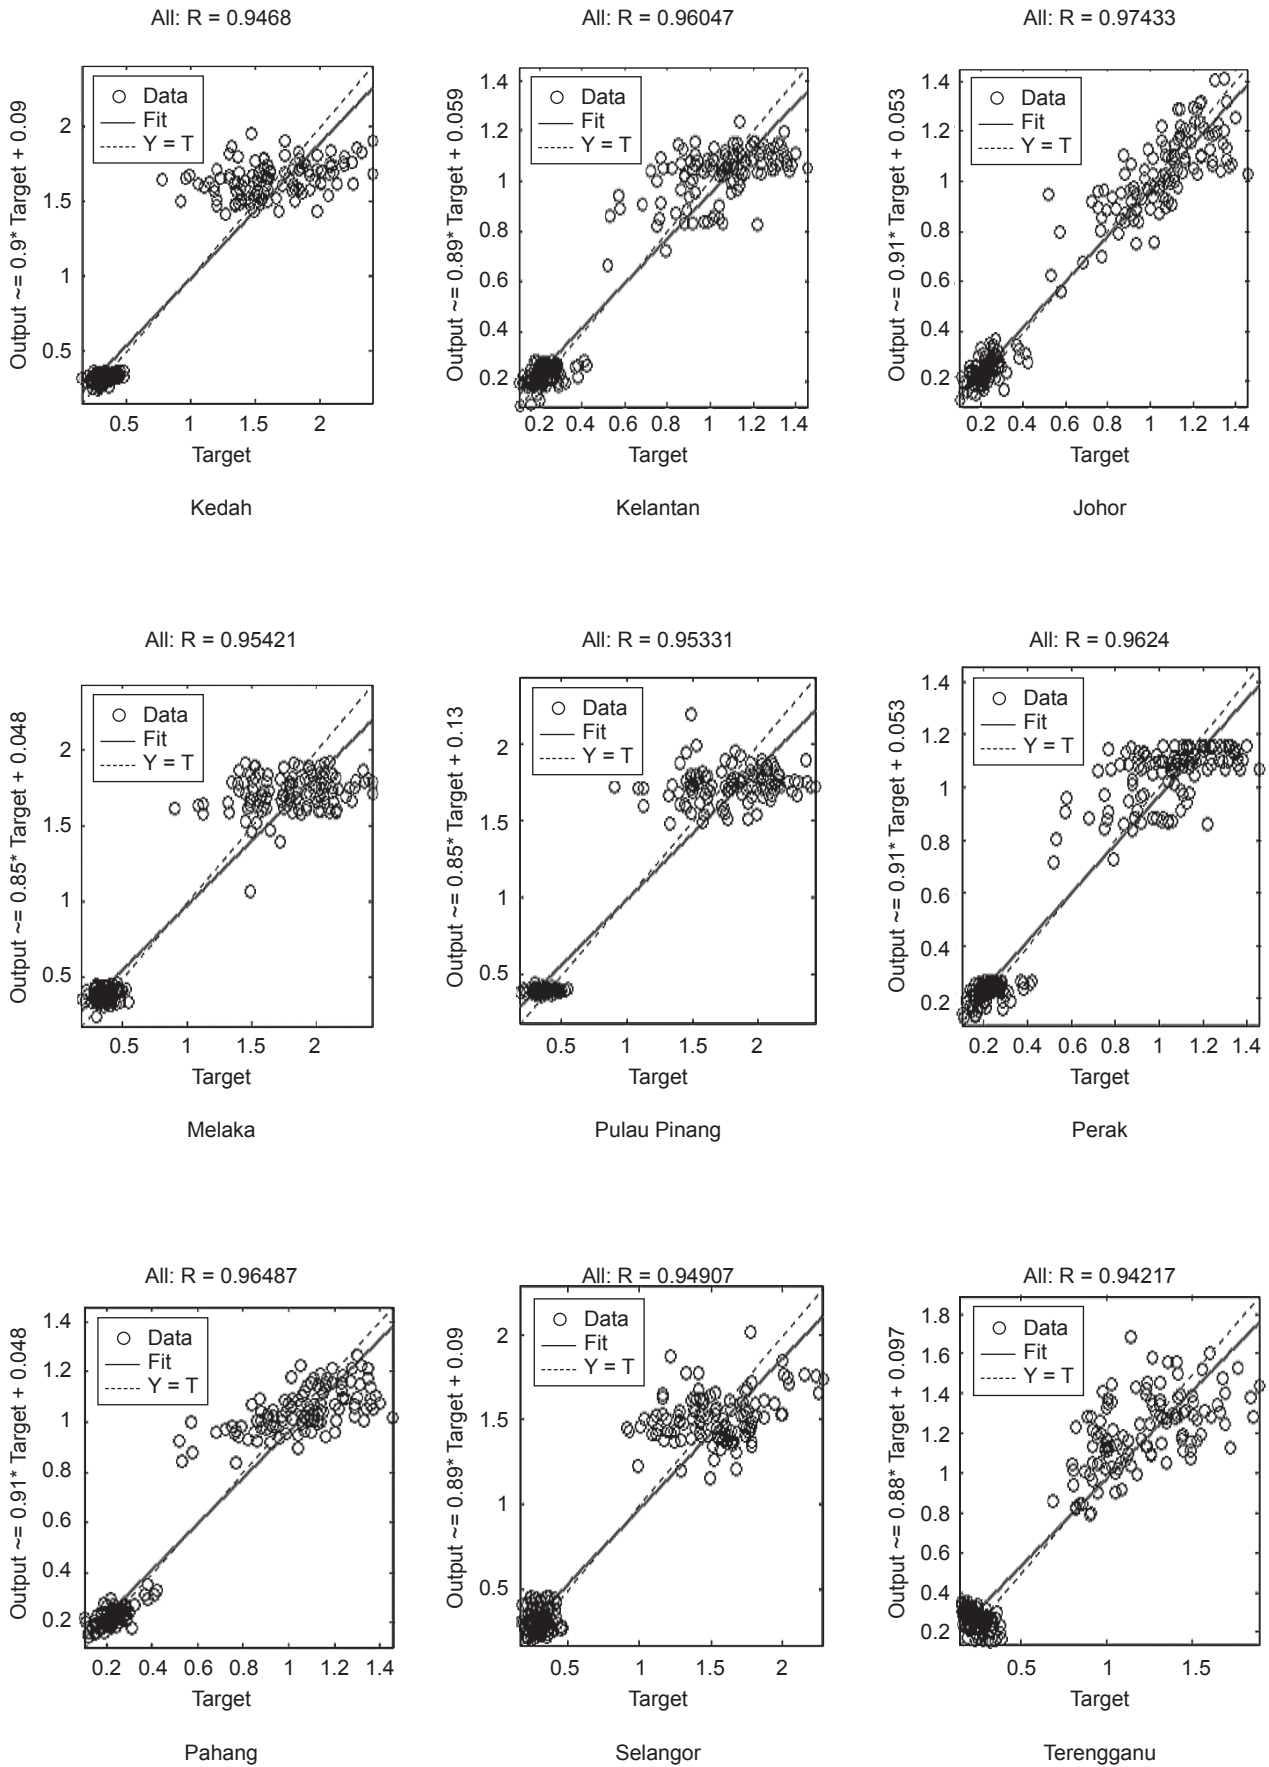 All: R = 0.9468
Output ~= 0.9* Target + 0.09
Data
Fit
Y = T
2
1.5
1
0.5
0.5 1 1.5 2
Target
Kedah
All: R = 0.96047
Output ~= 0.89* Target + 0.059
Data
Fit
Y = T
1.4
1.2
1
0.8
0.6
0.4
0.2
0.2 0.4 0.6 0.8 1 1.2 1.4
Target
Kelantan
All: R = 0.97433
Output ~= 0.91* Target + 0.053
Data
Fit
Y = T
1.4
1.2
1
0.8
0.6
0.4
0.2
0.2 0.4 0.6 0.8 1 1.2 1.4
Target
Johor
All: R = 0.95421
Output ~= 0.85* Target + 0.048
Data
Fit
Y = T
2
1.5
1
0.5
0.5 1 1.5 2
Target
Melaka
All: R = 0.95331
Output ~= 0.85* Target + 0.13
Data
Fit
Y = T
2
1.5
1
0.5
0.5 1 1.5 2
Target
Pulau Pinang
All: R = 0.9624
Output ~= 0.91* Target + 0.053
Data
Fit
Y = T
1.4
1.2
1
0.8
0.6
0.4
0.2
0.2 0.4 0.6 0.8 1 1.2 1.4
Target
Perak
All: R = 0.96487
Output ~= 0.91* Target + 0.048
Data
Fit
Y = T
1.4
1.2
1
0.8
0.6
0.4
0.2
0.2 0.4 0.6 0.8 1 1.2 1.4
Target
Pahang
All: R = 0.94907
Output ~= 0.89* Target + 0.09
Data
Fit
Y = T
2
1.5
1
0.5
0.5 1 1.5 2
Target
Selangor
All: R = 0.94217
Output ~= 0.88* Target + 0.097
Data
Fit
Y = T
1.8
1.6
1.4
1.2
1
0.8
0.6
0.4
0.2
0.5 1 1.5
Target
Terengganu